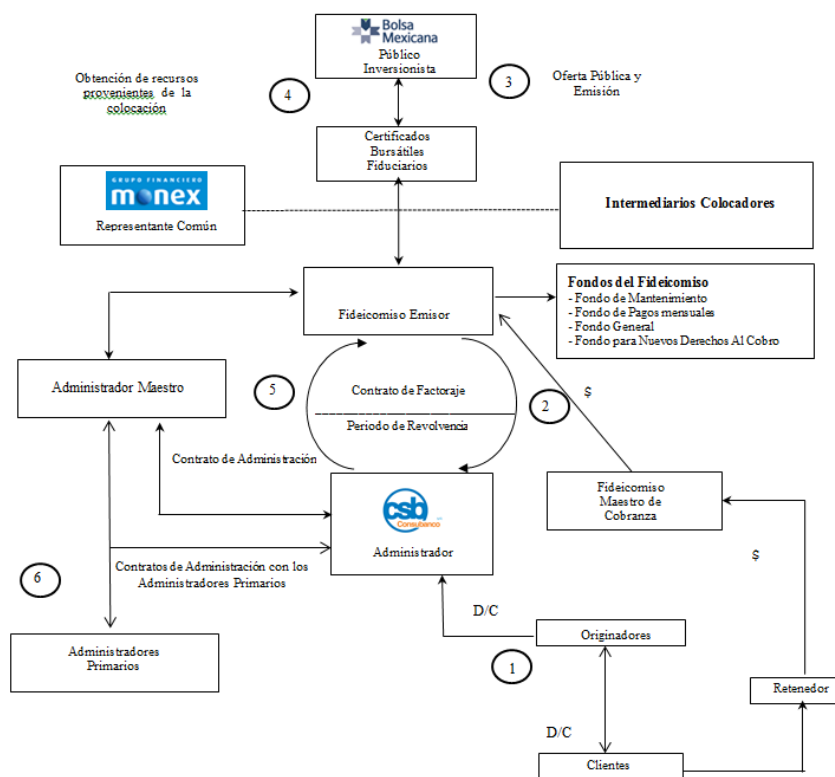 Bolsa
Mexicana
Público
Inversionista
3
Oferta Pública y
Emisión
Obtención de recursos
provenientes de la
colocación
4
Certificados
Bursátiles
Fiduciarios
GRUPO FINANCIERO
monex
Representante Común
Intermediarios Colocadores
Fideicomiso Emisor
Fondos del Fideicomiso
- Fondo de Mantenimiento
- Fondo de Pagos mensuales
- Fondo General
- Fondo para Nuevos Derechos Al Cobro
Administrador Maestro
5
Contrato de Factoraje
Periodo de Revolvencia
2
$
Contrato de Administración
Fideicomiso
Maestro de
Cobranza
csb
Consubanco
Administrador
Contratos de Administración con los
Administradores Primarios
6
$
D/C
Originadores
1
Administradores
Primarios
Retenedor
D/C
Clientes